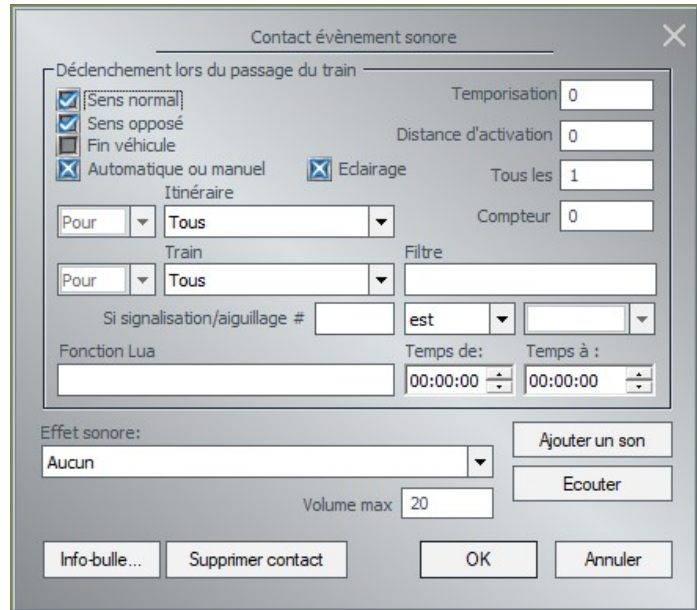 Contact évènement sonore
Déclenchement lors du passage du train
Sens normal
Temporisation 0
Sens opposé
Distance d'activation 0
Fin véhicule
Automatique ou manuel Eclairage
Tous les 1
Itinéraire
Compteur 0
Pour Tous
Train Filtre
Pour Tous
Si signalisation/aiguillage # est
Fonction Lua Temps de: Temps à :
00:00:00 00:00:00
Effet sonore:
Ajouter un son
Aucun
Ecouter
Volume max 20
Info-bulle... Supprimer contact OK Annuler